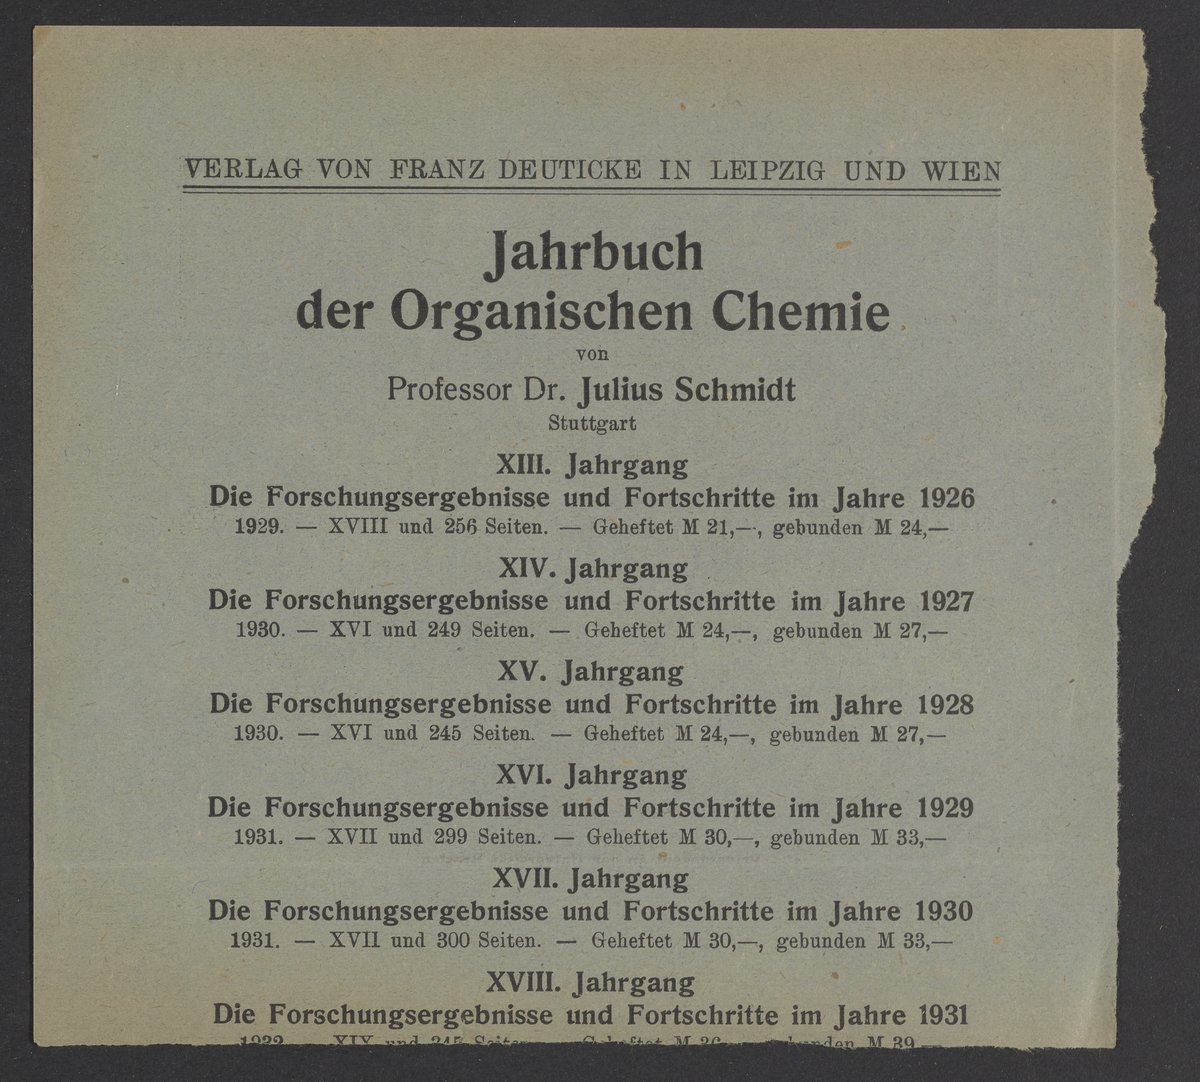 VERLAG VON FRANZ DEUTICKE IN LEIPZIG UND WIEN
Jahrbuch
der Organischen Chemie
von
Professor Dr. Julius Schmidt
Stuttgart
XIII. Jahrgang
Die Forschungsergebnisse und Fortschritte im Jahre 1926
1929. — XVIII und 256 Seiten. — Geheftet M 21,—, gebunden M 24,—
XIV. Jahrgang
Die Forschungsergebnisse und Fortschritte im Jahre 1927
1930. — XVI und 249 Seiten. — Geheftet M 24,—, gebunden M 27,—
XV. Jahrgang
Die Forschungsergebnisse und Fortschritte im Jahre 1928
1930. — XVI und 245 Seiten. — Geheftet M 24,—, gebunden M 27,—
XVI. Jahrgang
Die Forschungsergebnisse und Fortschritte im Jahre 1929
1931. — XVII und 299 Seiten. — Geheftet M 30,—, gebunden M 33,—
XVII. Jahrgang
Die Forschungsergebnisse und Fortschritte im Jahre 1930
1931. — XVII und 300 Seiten. — Geheftet M 30,—, gebunden M 33,—
XVIII. Jahrgang
Die Forschungsergebnisse und Fortschritte im Jahre 1931
1932. — XIX und Seiten. — Geheftet M gebunden M